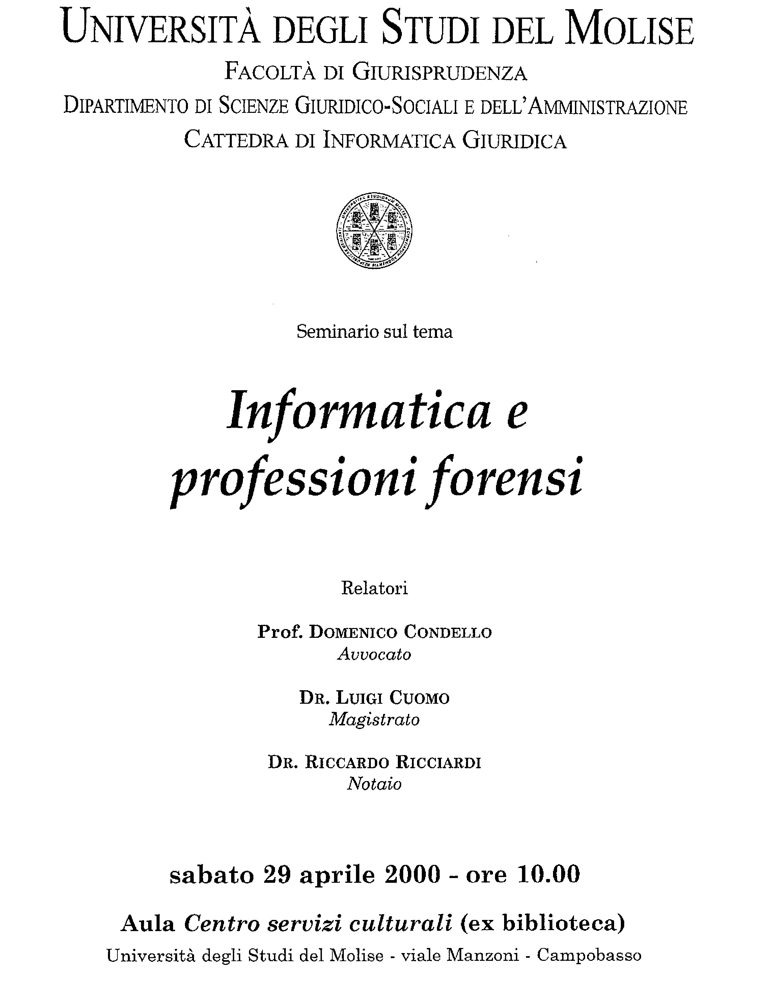 UNIVERSITÀ DEGLI STUDI DEL MOLISE
FACOLTÀ DI GIURISPRUDENZA
DIPARTIMENTO DI SCIENZE GIURIDICO-SOCIALI E DELL'AMMINISTRAZIONE
CATTEDRA DI INFORMATICA GIURIDICA
UNIVERSITAS STUDIORUM MOLISII
Seminario sul tema
Informatica e
professioni forensi
Relatori
Prof. DOMENICO CONDELLO
Avvocato
DR. LUIGI CUOMO
Magistrato
DR. RICCARDO RICCIARDI
Notaio
sabato 29 aprile 2000 - ore 10.00
Aula Centro servizi culturali (ex biblioteca)
Università degli Studi del Molise - viale Manzoni - Campobasso